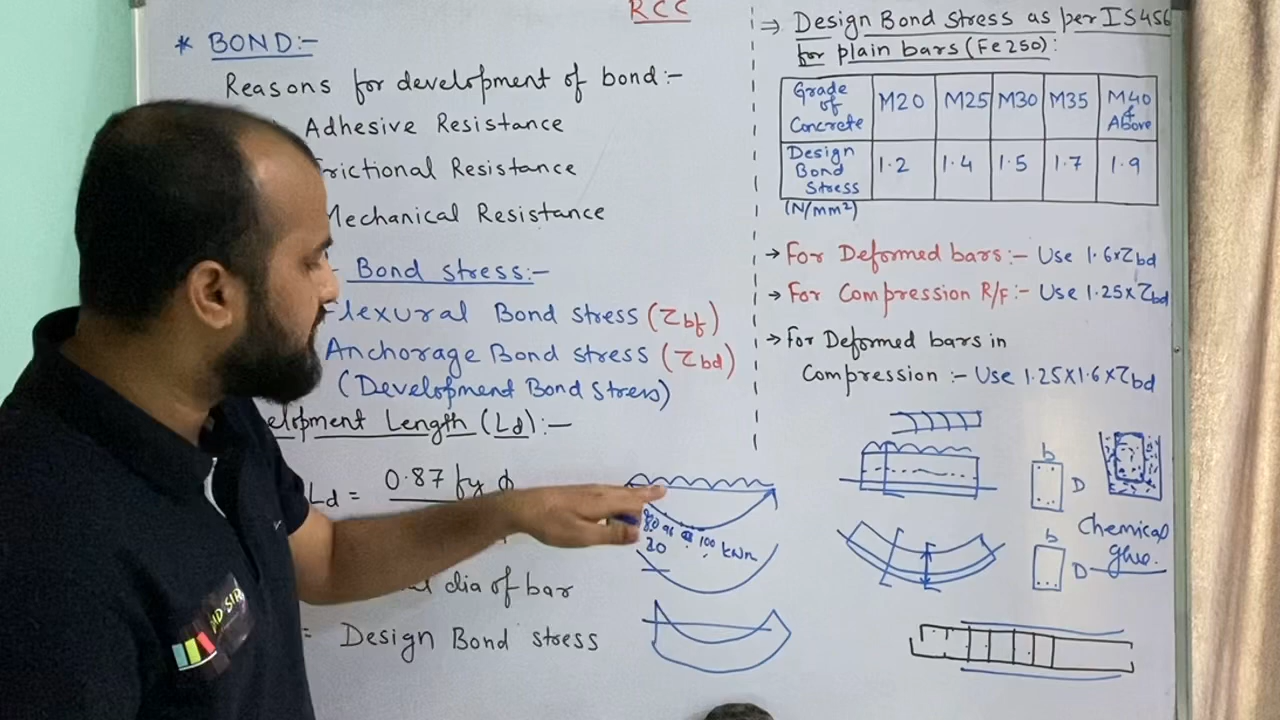 RCC
* BOND:-
Reasons for development of bond:-
Adhesive Resistance
rictional Resistance
Mechanical Resistance
Bond stress:-
Flexural Bond stress (τbf)
Anchorage Bond stress (τbd)
(Development Bond Stress)
elopment Length (Ld):-
Ld = 0.87 fy ϕ
dia of bar
= Design Bond stress
80 96 100 kNm
20
⇒ Design Bond Stress as per IS456
for plain bars (Fe250):
Grade of Concrete M20 M25 M30 M35 M40 & Above
Design Bond Stress 1.2 1.4 1.5 1.7 1.9
(N/mm²)
→ For Deformed bars:- Use 1.6×τbd
→ For Compression R/F:- Use 1.25×τbd
→ For Deformed bars in
Compression:- Use 1.25×1.6×τbd
b
D
Chemical
glue.
b
D